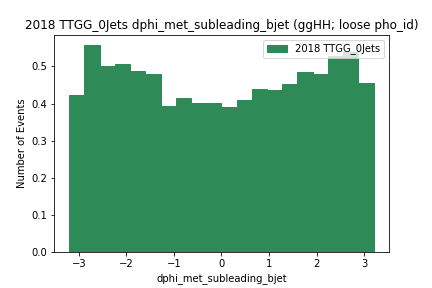 2018 TTGG_0Jets dphi_met_subleading_bjet (ggHH; loose pho_id)
2018 TTGG_0Jets
Number of Events
0.5
0.4
0.3
0.2
0.1
0.0
−3 −2 −1 0 1 2 3
dphi_met_subleading_bjet